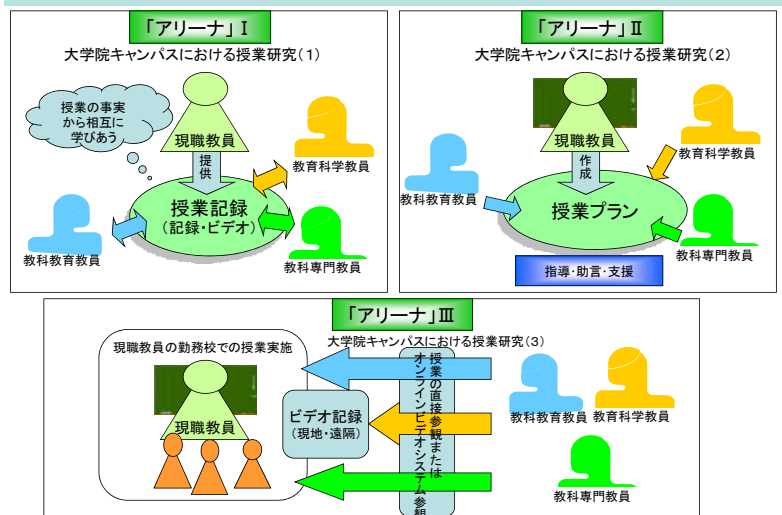 「アリーナ」Ⅰ
大学院キャンパスにおける授業研究(1)
授業の事実
から相互に
学びあう
現職教員
提供
教育科学教員
授業記録
(記録・ビデオ)
教科教育教員
教科専門教員
「アリーナ」Ⅱ
大学院キャンパスにおける授業研究(2)
現職教員
作成
教育科学教員
教科教育教員
授業プラン
教科専門教員
指導・助言・支援
「アリーナ」Ⅲ
大学院キャンパスにおける授業研究(3)
現職教員の勤務校での授業実施
現職教員
ビデオ記録
(現地・遠隔)
授業の直接参観または
オンラインビデオシステム参観
教科教育教員
教育科学教員
教科専門教員